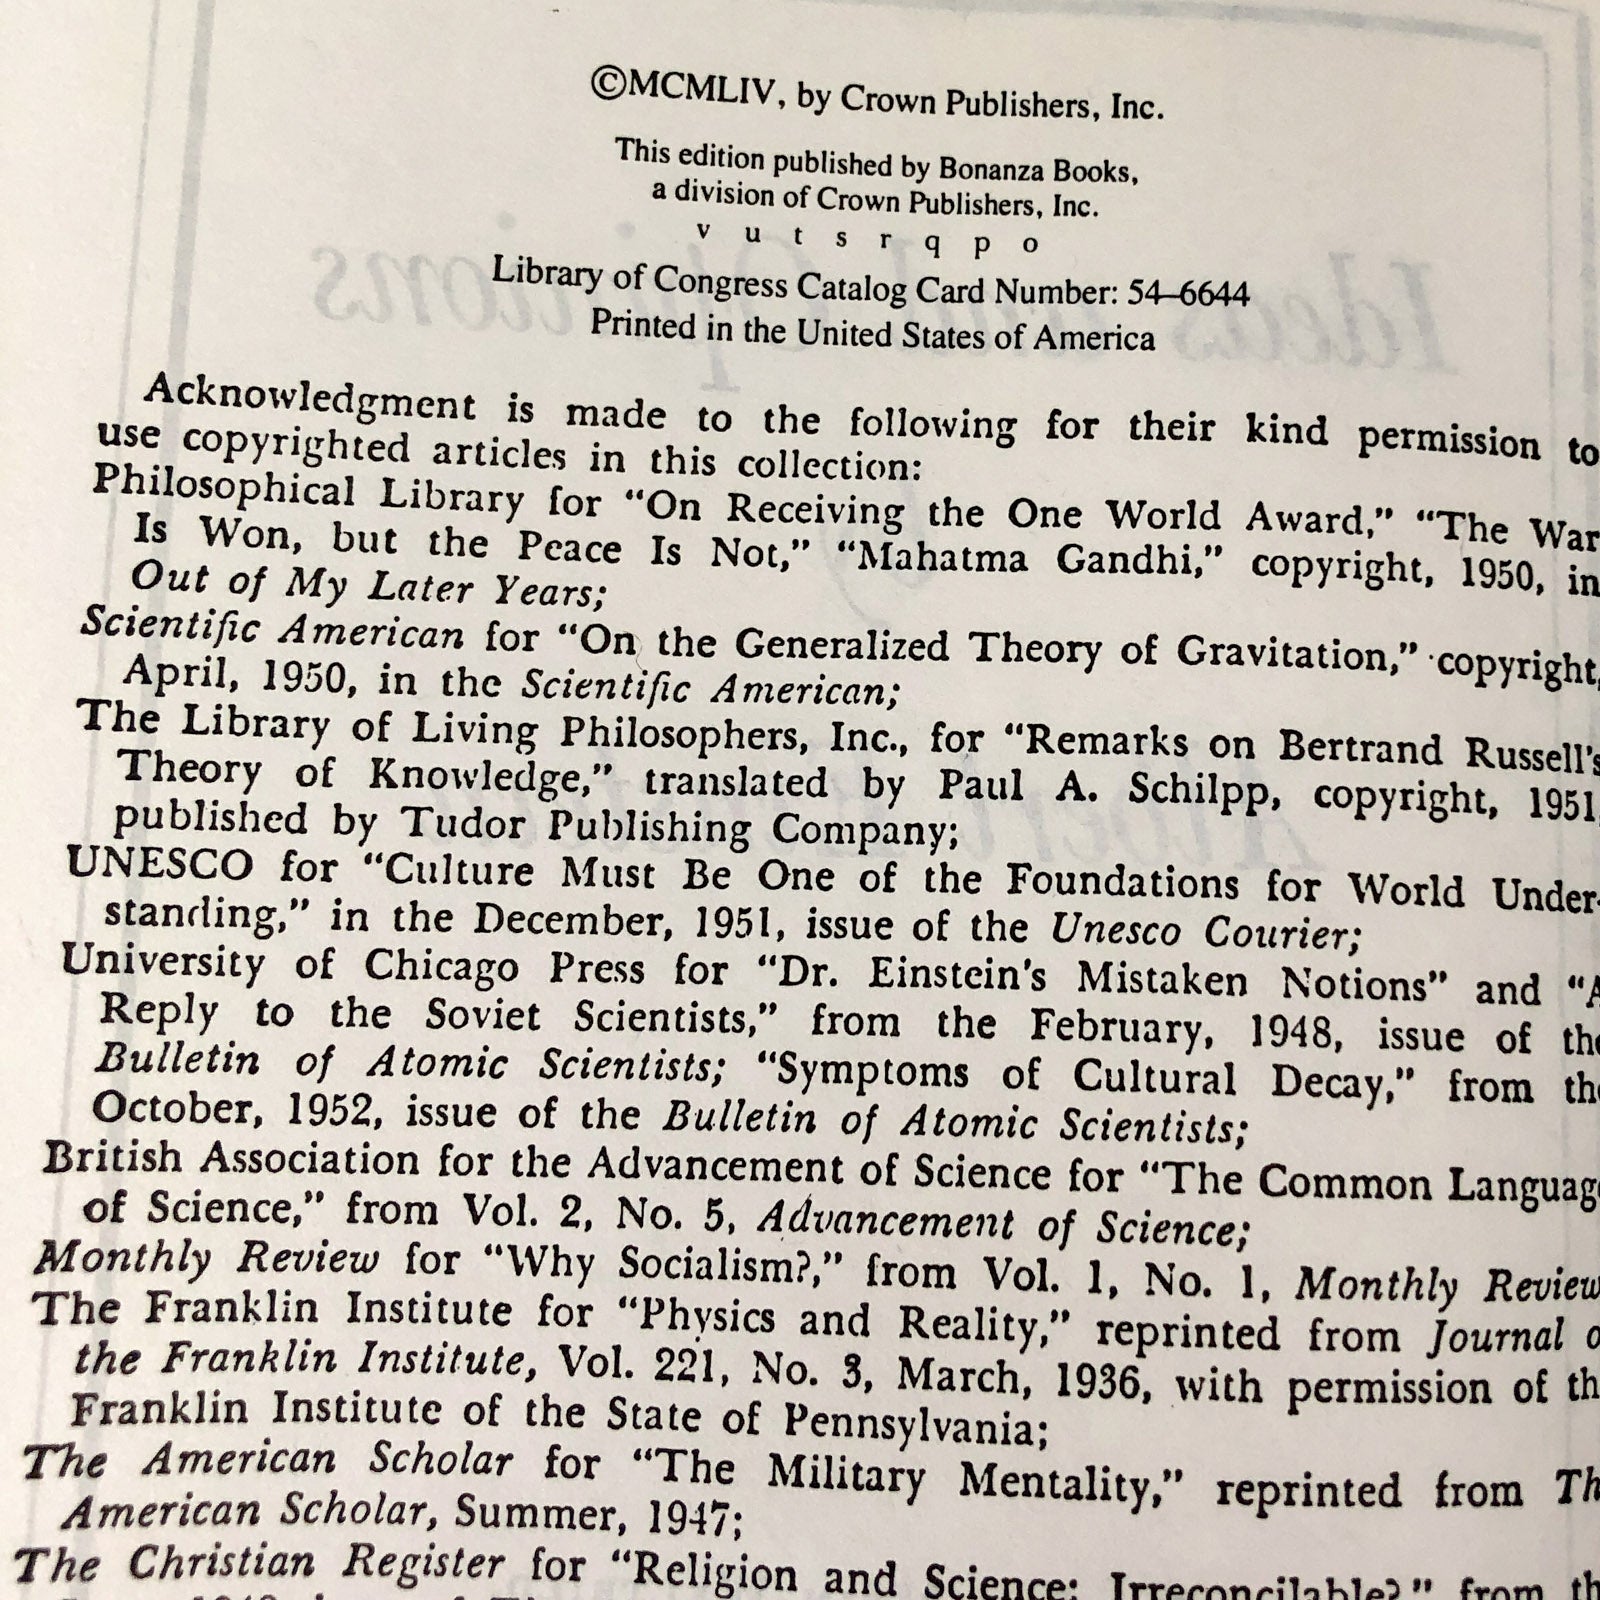 ©MCMLIV, by Crown Publishers, Inc.
This edition published by Bonanza Books,
a division of Crown Publishers, Inc.
v u t s r q p o
Library of Congress Catalog Card Number: 54–6644
Printed in the United States of America
Acknowledgment is made to the following for their kind permission to
use copyrighted articles in this collection:
Philosophical Library for “On Receiving the One World Award,” “The War
Is Won, but the Peace Is Not,” “Mahatma Gandhi,” copyright, 1950, in
Out of My Later Years;
Scientific American for “On the Generalized Theory of Gravitation,” copyright,
April, 1950, in the Scientific American;
The Library of Living Philosophers, Inc., for “Remarks on Bertrand Russell's
Theory of Knowledge,” translated by Paul A. Schilpp, copyright, 1951,
published by Tudor Publishing Company;
UNESCO for “Culture Must Be One of the Foundations for World Under-
standing,” in the December, 1951, issue of the Unesco Courier;
University of Chicago Press for “Dr. Einstein's Mistaken Notions” and “A
Reply to the Soviet Scientists,” from the February, 1948, issue of the
Bulletin of Atomic Scientists; “Symptoms of Cultural Decay,” from the
October, 1952, issue of the Bulletin of Atomic Scientists;
British Association for the Advancement of Science for “The Common Language
of Science,” from Vol. 2, No. 5, Advancement of Science;
Monthly Review for “Why Socialism?,” from Vol. 1, No. 1, Monthly Review
The Franklin Institute for “Physics and Reality,” reprinted from Journal o
the Franklin Institute, Vol. 221, No. 3, March, 1936, with permission of th
Franklin Institute of the State of Pennsylvania;
The American Scholar for “The Military Mentality,” reprinted from Th
American Scholar, Summer, 1947;
The Christian Register for “Religion and Science: Irreconcilable?” from th